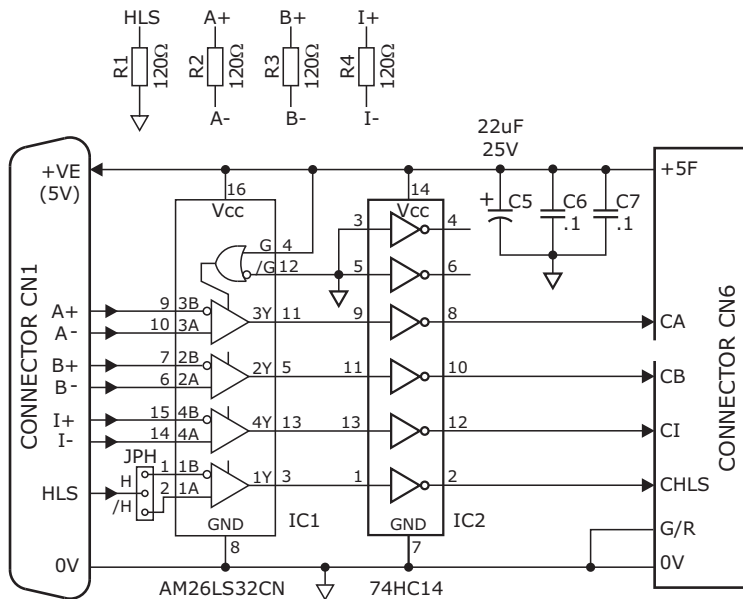 HLS A+ B+ I+
R1 120Ω R2 120Ω R3 120Ω R4 120Ω
A- B- I-
22uF
25V
+VE
(5V)
+5F
16
Vcc
14
Vcc
C5
C6
.1
C7
.1
+
G 4
/G 12
3 4
5 6
CONNECTOR CN1
CONNECTOR CN6
A+ 9 3B 3Y 11 9 8 CA
A- 10 3A
B+ 7 2B 2Y 5 11 10 CB
B- 6 2A
I+ 15 4B 4Y 13 13 12 CI
I- 14 4A
JPH
HLS H 1 1B 1Y 3 1 2 CHLS
/H 2 1A
GND IC1 GND IC2
G/R
8 7
0V 0V
AM26LS32CN 74HC14